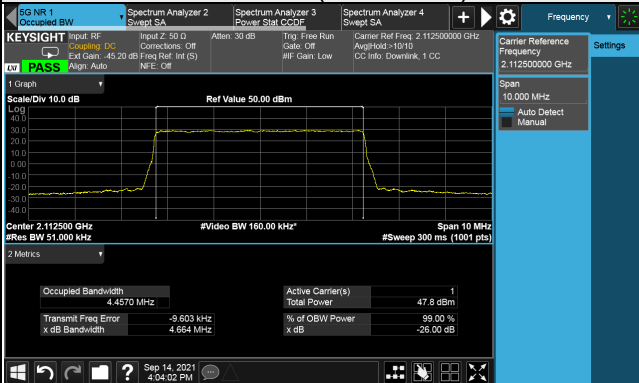 5G NR 1
Occupied BW
Spectrum Analyzer 2
Swept SA
Spectrum Analyzer 3
Power Stat CCDF
Spectrum Analyzer 4
Swept SA
Frequency
KEYSIGHT
Input: RF
Coupling: DC
Ext Gain: -45.20 dB
Align: Auto
Input Z: 50 Ω
Corrections: Off
Freq Ref: Int (S)
NFE: Off
Atten: 30 dB
Trig: Free Run
Gate: Off
#IF Gain: Low
Carrier Ref Freq: 2.112500000 GHz
Avg|Hold:>10/10
CC Info: Downlink, 1 CC
LXI
PASS
Carrier Reference
Frequency
2.112500000 GHz
Settings
Span
10.000 MHz
Auto Detect
Manual
1 Graph
Scale/Div 10.0 dB
Ref Value 50.00 dBm
Log
40.0
30.0
20.0
10.0
0.00
-10.0
-20.0
-30.0
-40.0
Center 2.112500 GHz
#Video BW 160.00 kHz*
Span 10 MHz
#Res BW 51.000 kHz
#Sweep 300 ms (1001 pts)
2 Metrics
Occupied Bandwidth
4.4570 MHz
Active Carrier(s)
1
Total Power
47.8 dBm
Transmit Freq Error
-9.603 kHz
% of OBW Power
99.00 %
x dB Bandwidth
4.664 MHz
x dB
-26.00 dB
?
Sep 14, 2021
4:04:02 PM